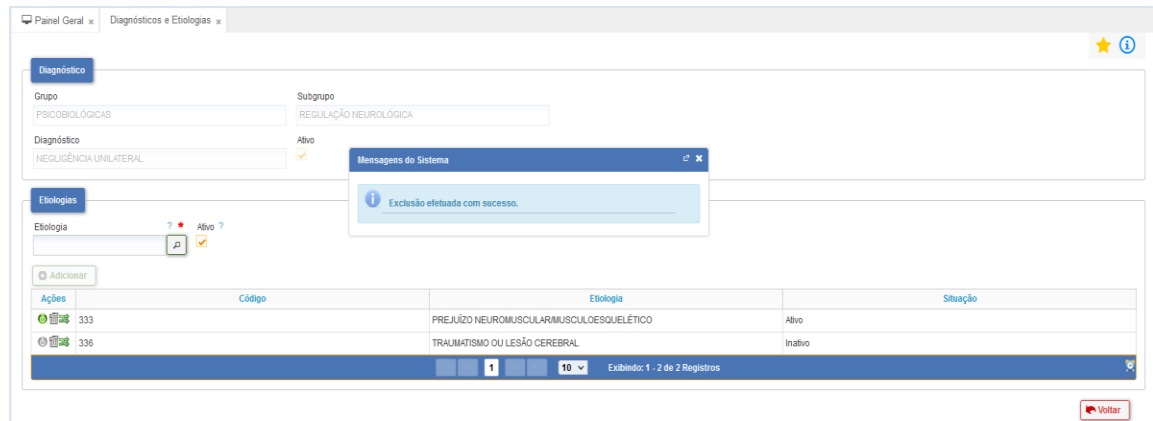 Painel Geral x Diagnósticos e Etiologias x
Diagnóstico
Grupo Subgrupo
PSICOBIOLÓGICAS REGULAÇÃO NEUROLÓGICA
Diagnóstico Ativo
NEGLIGÊNCIA UNILATERAL
Mensagens do Sistema
Exclusão efetuada com sucesso.
Etiologias
Etiologia ? * Ativo ?
Adicionar
Ações Código Etiologia Situação
333 PREJUÍZO NEUROMUSCULAR/MUSCULOESQUELÉTICO Ativo
336 TRAUMATISMO OU LESÃO CEREBRAL Inativo
1 10 Exibindo: 1 - 2 de 2 Registros
Voltar